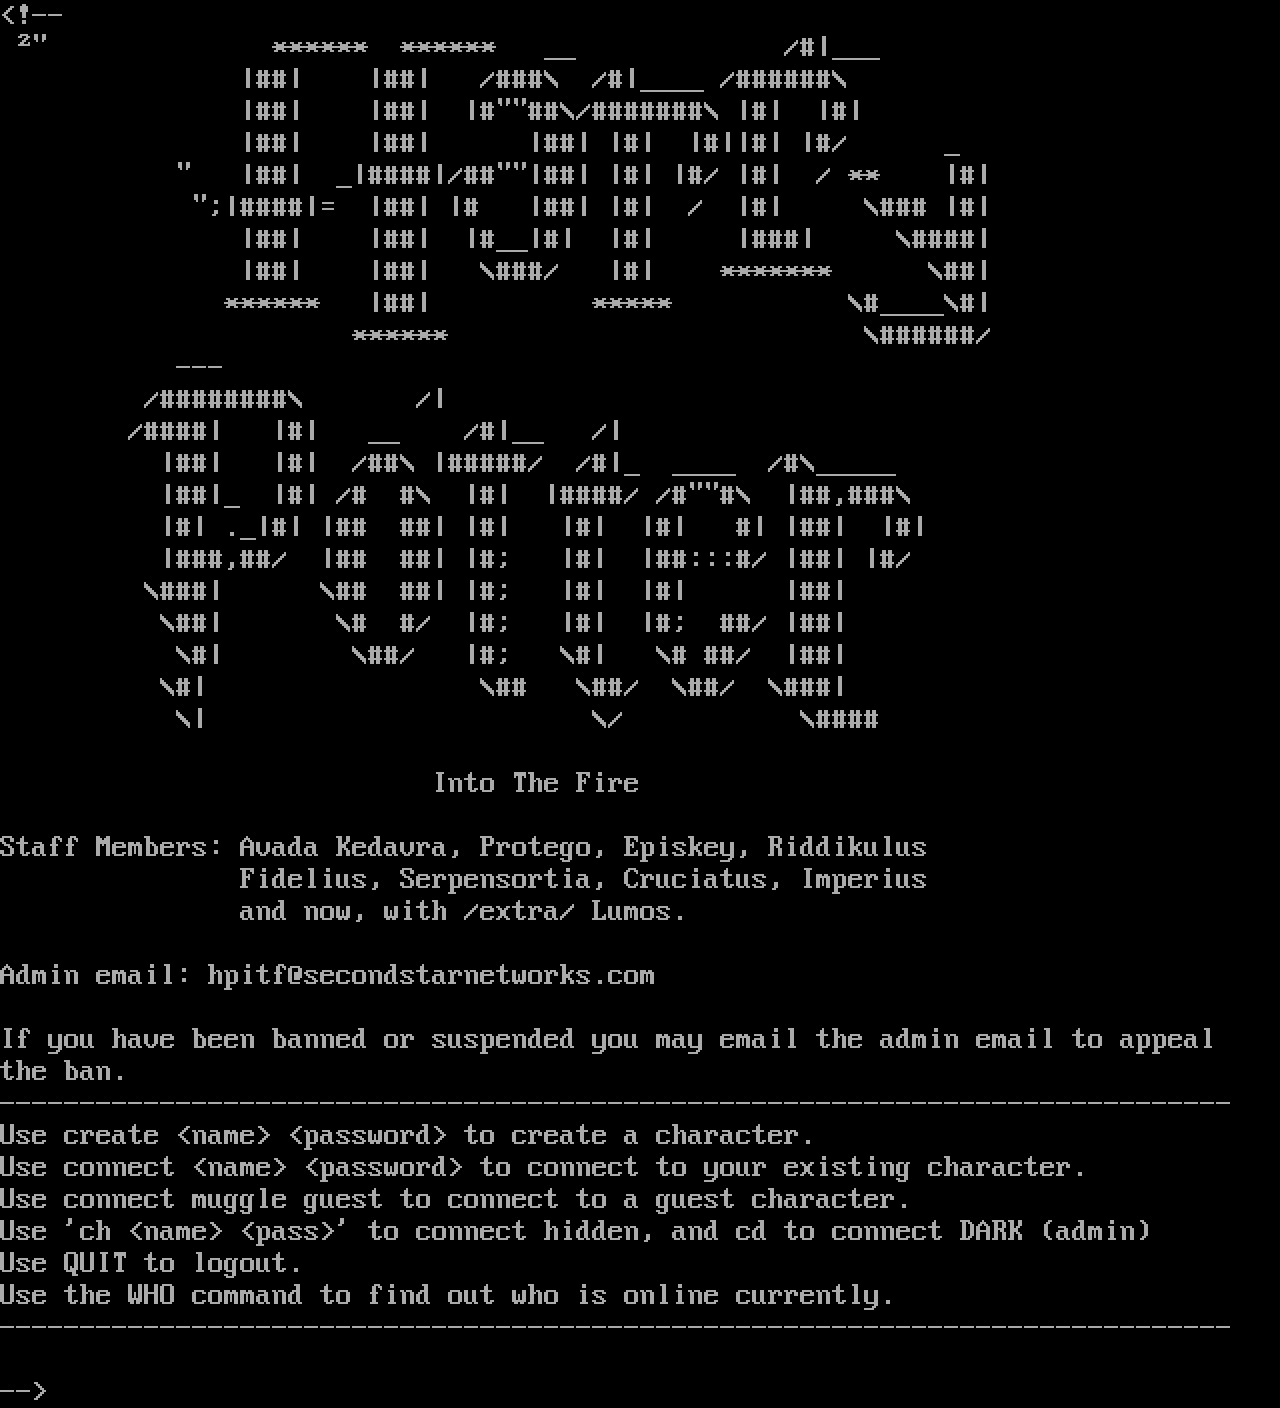 <!--
2"
Harry
Potter
Into The Fire
Staff Members: Avada Kedavra, Protego, Episkey, Riddikulus
Fidelius, Serpensortia, Cruciatus, Imperius
and now, with /extra/ Lumos.
Admin email: hpitf@secondstarnetworks.com
If you have been banned or suspended you may email the admin email to appeal
the ban.
-----------------------------------------------------------------------------
Use create <name> <password> to create a character.
Use connect <name> <password> to connect to your existing character.
Use connect muggle guest to connect to a guest character.
Use 'ch <name> <pass>' to connect hidden, and cd to connect DARK (admin)
Use QUIT to logout.
Use the WHO command to find out who is online currently.
-----------------------------------------------------------------------------
-->